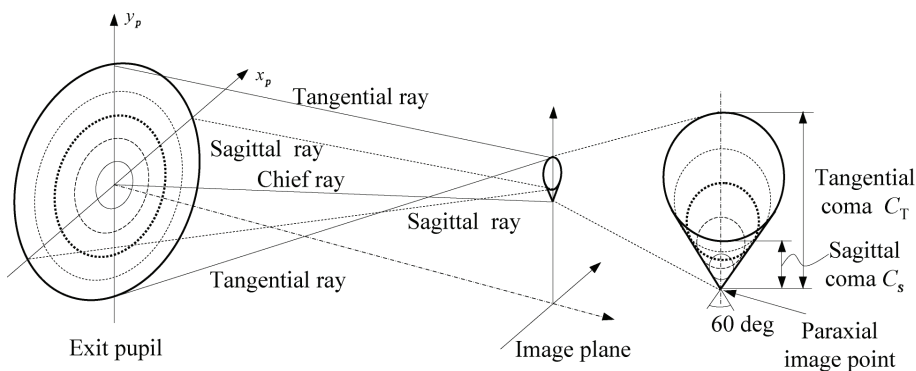 y_p
x_p
Tangential ray
Sagittal ray
Chief ray
Sagittal ray
Tangential ray
Exit pupil
Image plane
Tangential
coma C_T
Sagittal
coma C_s
60 deg
Paraxial
image point